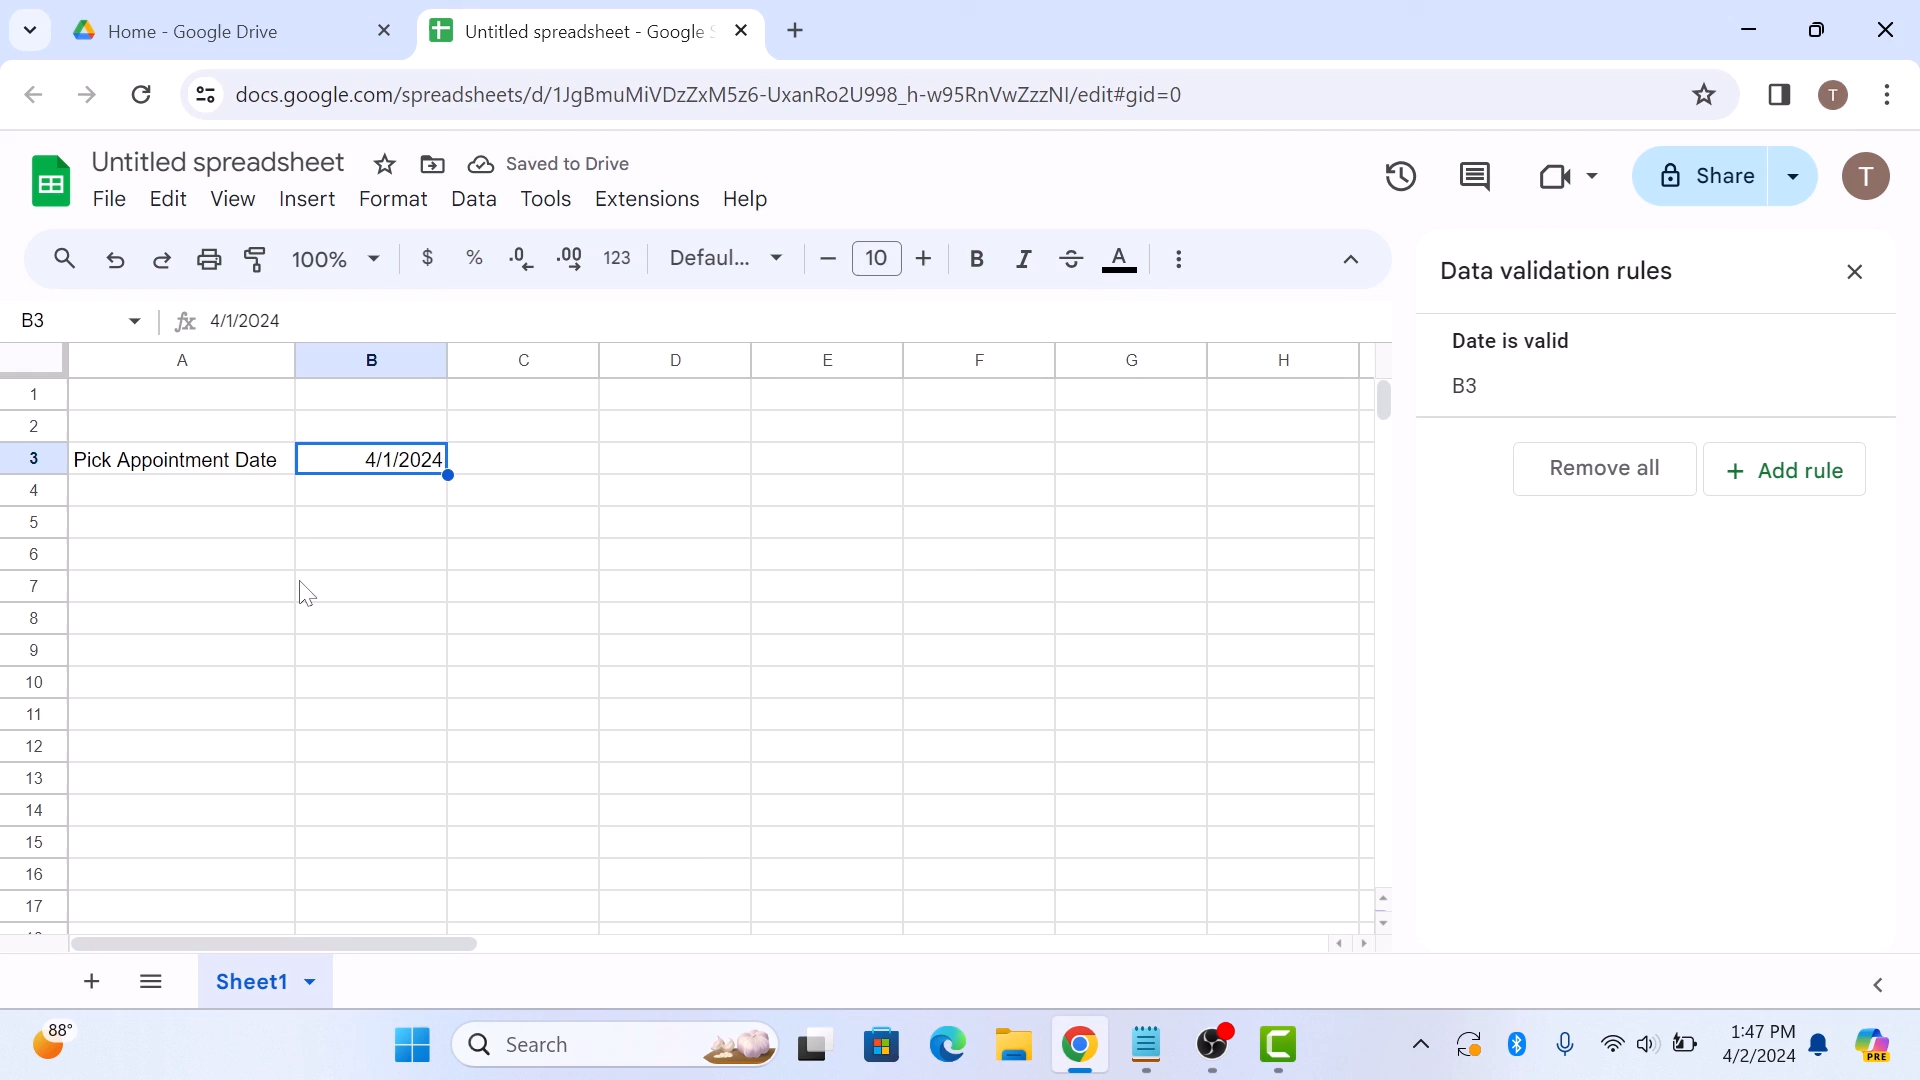 Home - Google Drive
Untitled spreadsheet - Google S
docs.google.com/spreadsheets/d/1JgBmuMiVDzZxM5z6-UxanRo2U998_h-w95RnVwZzzNI/edit#gid=0
T
Untitled spreadsheet
Saved to Drive
File Edit View Insert Format Data Tools Extensions Help
Share
T
100% $ % .0 .00 123 Defaul... 10 B I S A
Data validation rules
B3 fx 4/1/2024
Date is valid
B3
Remove all
+ Add rule
A B C D E F G H
1
2
3 Pick Appointment Date 4/1/2024
4
5
6
7
8
9
10
11
12
13
14
15
16
17
Sheet1
88°
Search
1:47 PM
4/2/2024
PRE